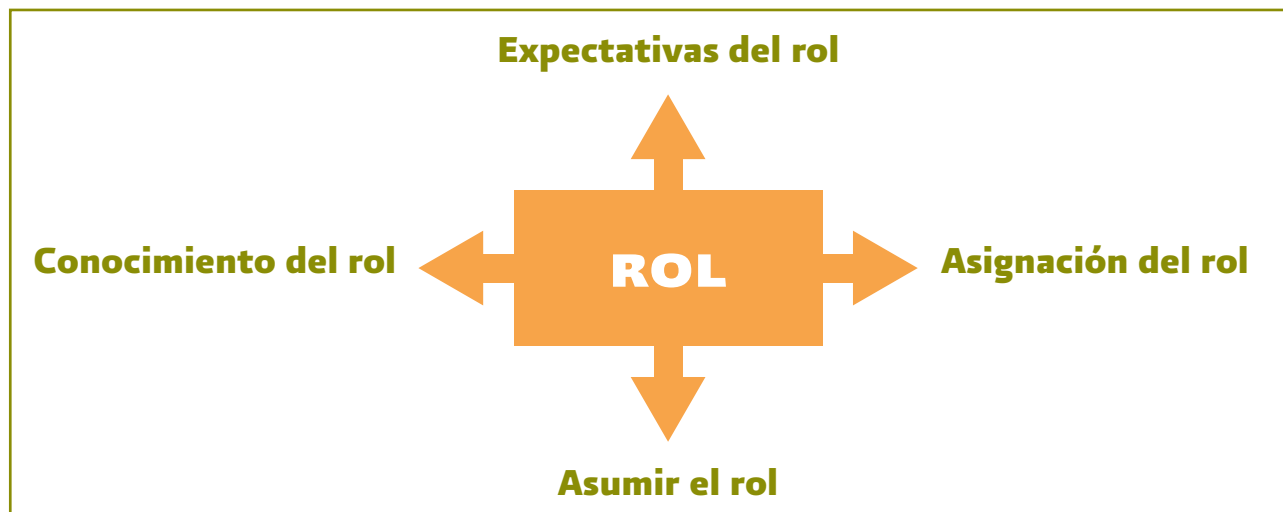 Expectativas del rol
Conocimiento del rol
ROL
Asignación del rol
Asumir el rol